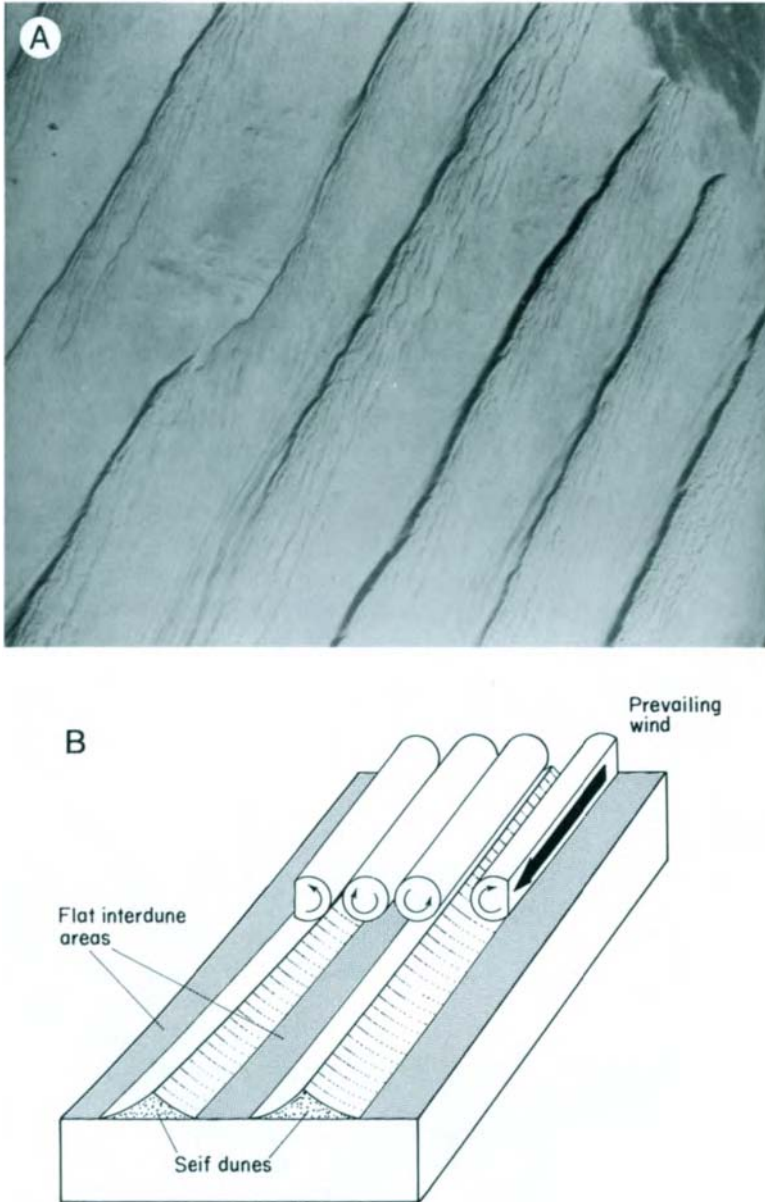 A
B
Prevailing
wind
Flat interdune
areas
Seif dunes